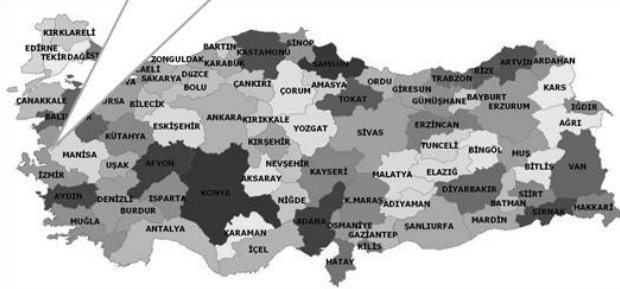 KIRKLARELİ
EDİRNE
TEKİRDAĞ
İST
BARTIN
KASTAMONU
SİNOP
ZONGULDAK
KARABÜK
SAMSUN
ARTVİN
ARDAHAN
RİZE
TRABZON
ORDU
GİRESUN
DÜZCE
SAKARYA
BOLU
ÇANKIRI
ÇORUM
AMASYA
TOKAT
GÜMÜŞHANE
BAYBURT
ERZURUM
KARS
IĞDIR
AĞRI
ÇANAKKALE
BİLECİK
ANKARA
KIRIKKALE
ESKİŞEHİR
KÜTAHYA
YOZGAT
SİVAS
ERZİNCAN
TUNCELİ
BİNGÖL
MUŞ
BİTLİS
VAN
MANİSA
UŞAK
AFYON
KIRŞEHİR
NEVŞEHİR
KAYSERİ
MALATYA
ELAZIĞ
DİYARBAKIR
SİİRT
BATMAN
ŞIRNAK
HAKKARİ
İZMİR
AYDIN
DENİZLİ
ISPARTA
BURDUR
KONYA
AKSARAY
NİĞDE
K.MARAŞ
ADIYAMAN
MARDİN
ŞANLIURFA
MUĞLA
ANTALYA
KARAMAN
İÇEL
ADANA
OSMANİYE
GAZİANTEP
KİLİS
HATAY